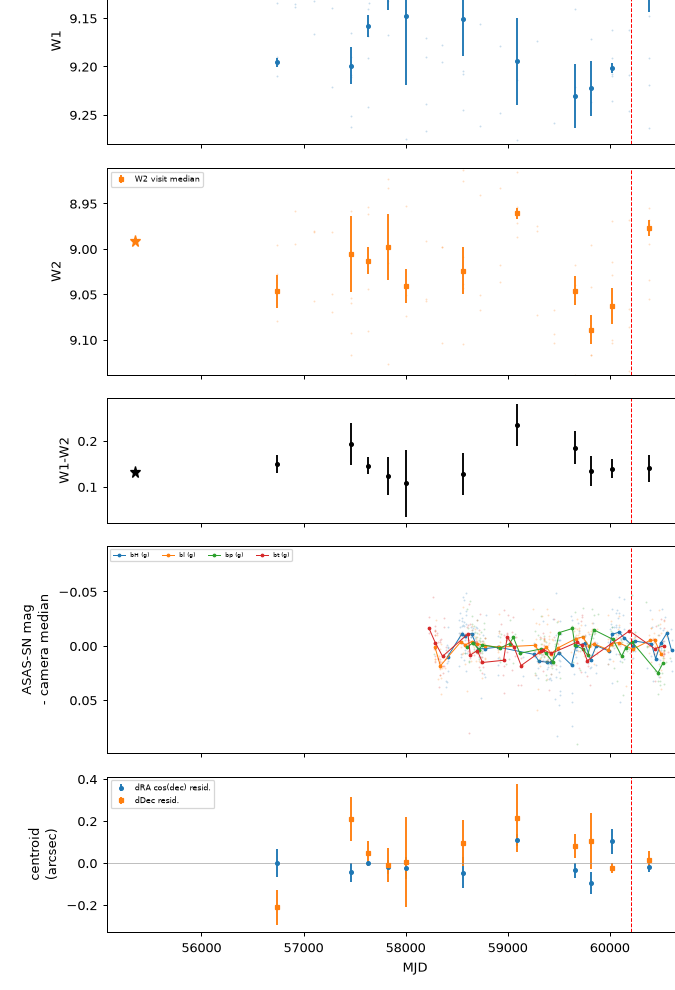 9.15
9.20
9.25
W1
W2 visit median
8.95
9.00
9.05
9.10
W2
0.2
0.1
W1-W2
bH (g) bl (g) bp (g) bt (g)
−0.05
0.00
0.05
ASAS-SN mag
- camera median
dRA cos(dec) resid.
dDec resid.
0.4
0.2
0.0
−0.2
centroid
(arcsec)
56000 57000 58000 59000 60000
MJD